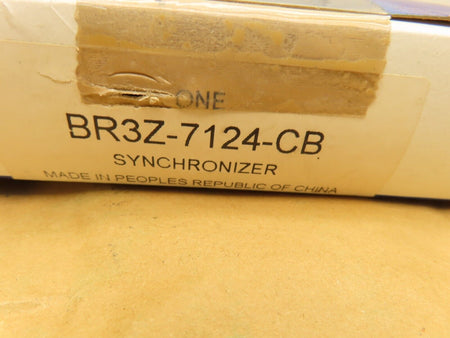 ONE
BR3Z-7124-CB
SYNCHRONIZER
MADE IN PEOPLES REPUBLIC OF CHINA